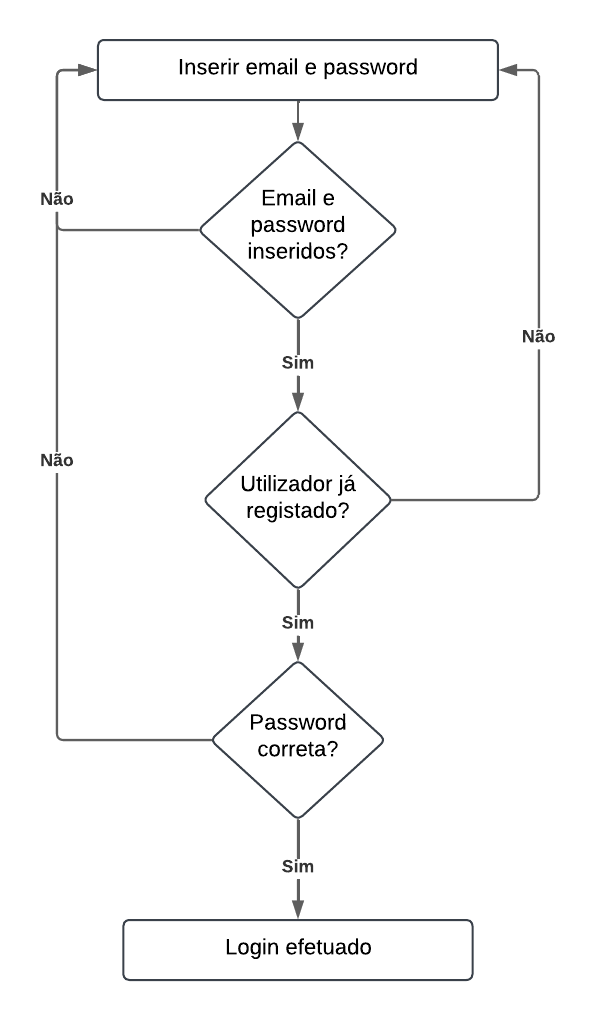 Inserir email e password
Não
Email e
password
inseridos?
Não
Sim
Não
Utilizador já
registado?
Sim
Password
correta?
Sim
Login efetuado